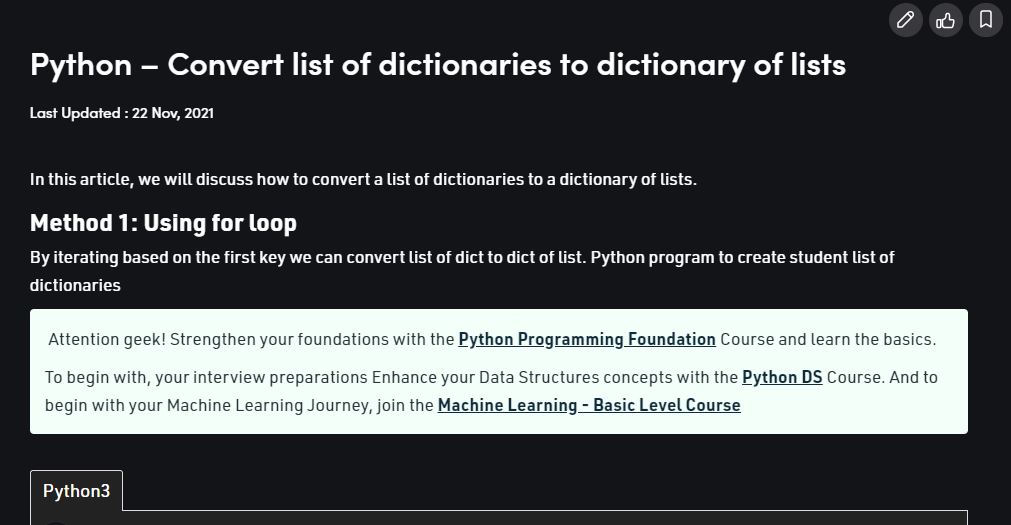 Python – Convert list of dictionaries to dictionary of lists
Last Updated : 22 Nov, 2021
In this article, we will discuss how to convert a list of dictionaries to a dictionary of lists.
Method 1: Using for loop
By iterating based on the first key we can convert list of dict to dict of list. Python program to create student list of
dictionaries
Attention geek! Strengthen your foundations with the Python Programming Foundation Course and learn the basics.
To begin with, your interview preparations Enhance your Data Structures concepts with the Python DS Course. And to
begin with your Machine Learning Journey, join the Machine Learning - Basic Level Course
Python3